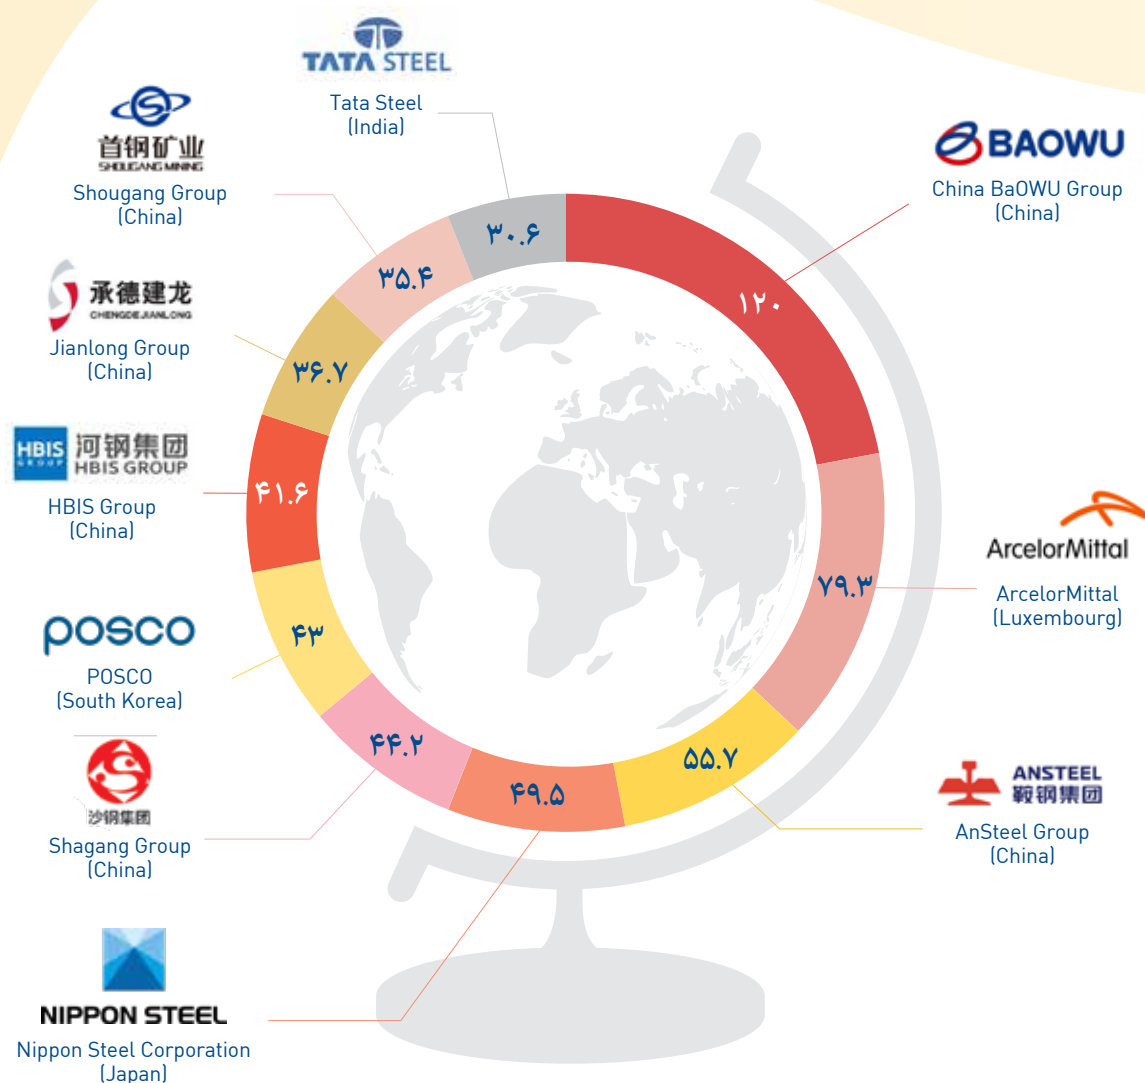 TATA STEEL
Tata Steel
(India)
۳۰.۶
BAOWU
China BaOWU Group
(China)
۱۲۰
ArcelorMittal
ArcelorMittal
(Luxembourg)
۷۹.۳
ANSTEEL
鞍钢集团
AnSteel Group
(China)
۵۵.۷
NIPPON STEEL
Nippon Steel Corporation
(Japan)
۴۹.۵
沙钢集团
Shagang Group
(China)
۴۴.۲
posco
POSCO
(South Korea)
۴۳
HBIS
GROUP
河钢集团
HBIS GROUP
HBIS Group
(China)
۴۱.۶
承德建龙
CHENGDEJIANLONG
Jianlong Group
(China)
۳۶.۷
首钢矿业
SHOUGANG MINING
Shougang Group
(China)
۳۵.۴